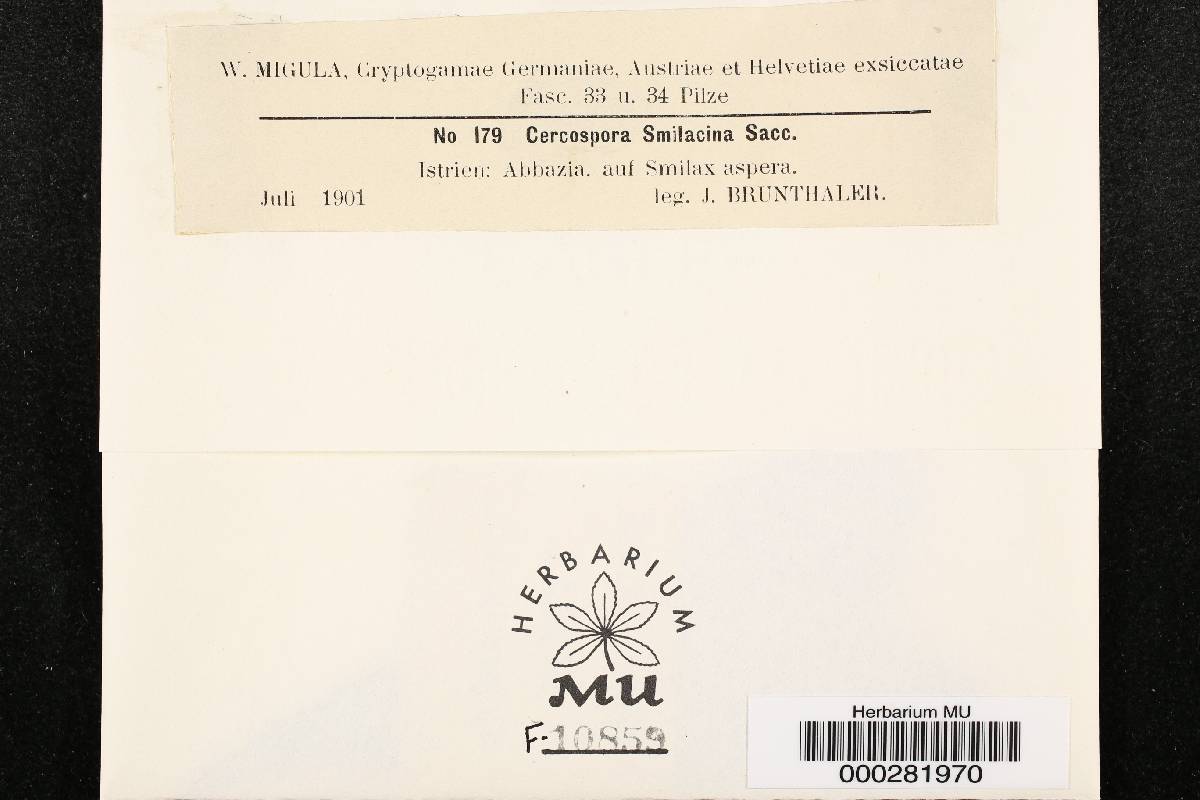 W. MIGULA, Cryptogamae Germaniae, Austriae et Helvetiae exsiccatae
Fasc. 33 u. 34 Pilze
No 179 Cercospora Smilacina Sacc.
Istrien: Abbazia. auf Smilax aspera.
Juli 1901 leg. J. BRUNTHALER.
HERBARIUM
MU
F-10859
Herbarium MU
000281970